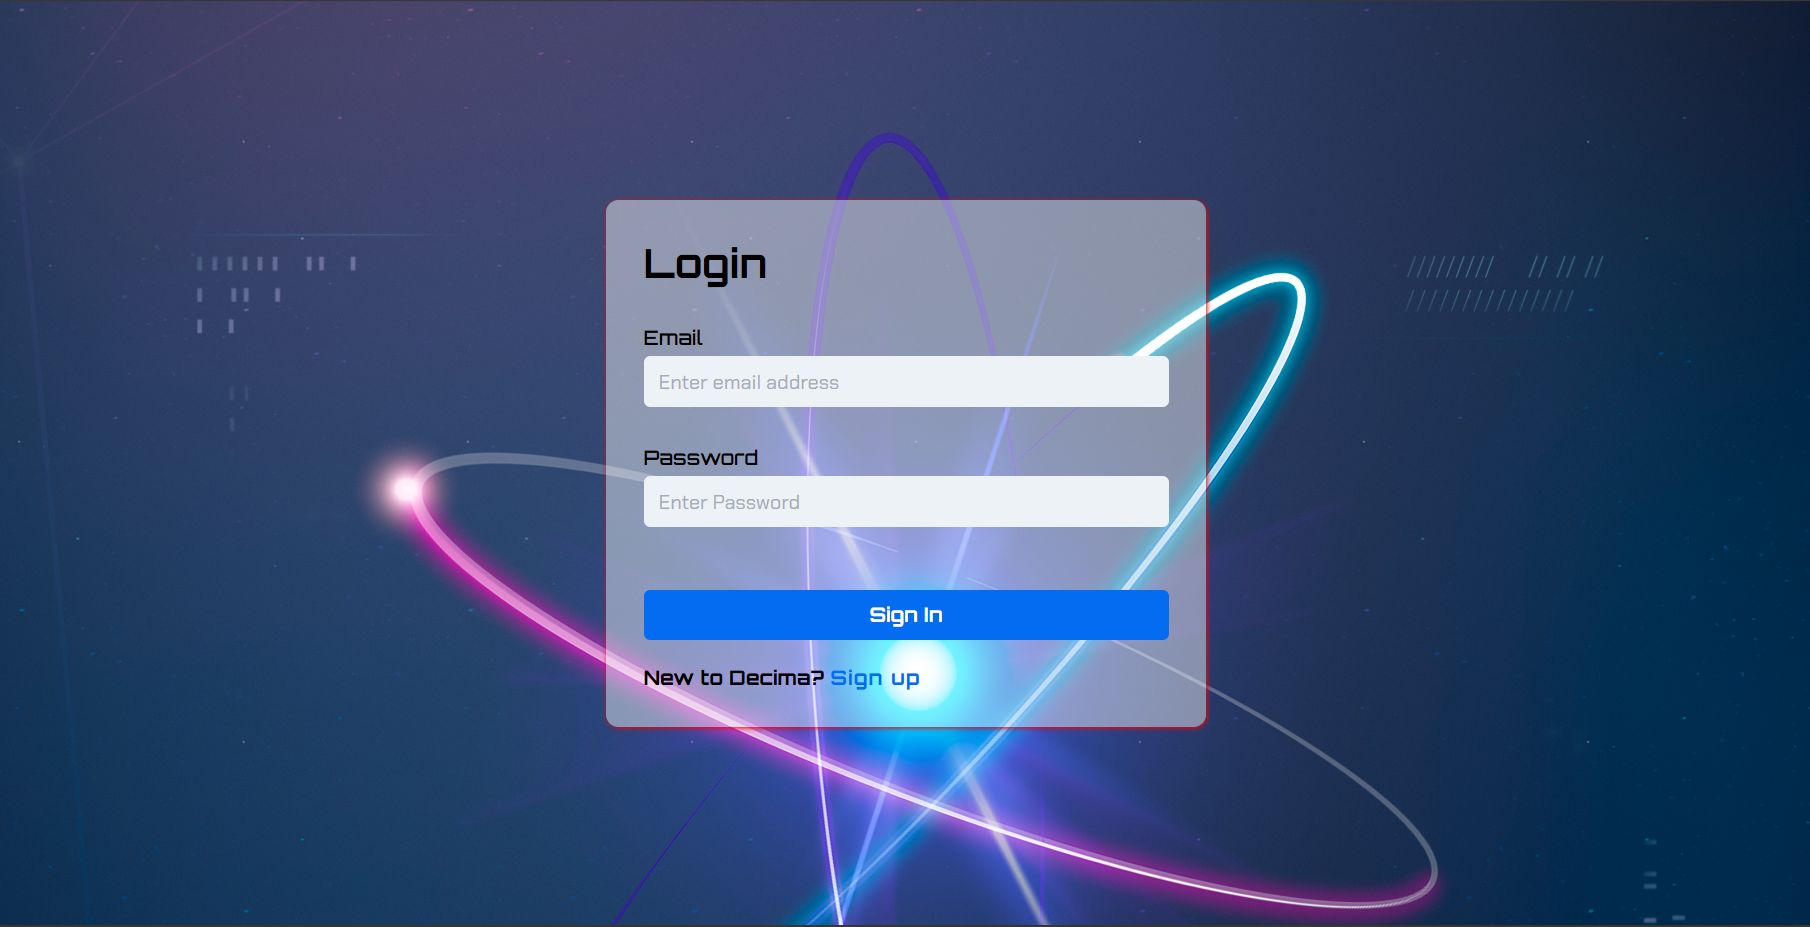 Login
Email
Enter email address
Password
Enter Password
Sign In
New to Decima? Sign up